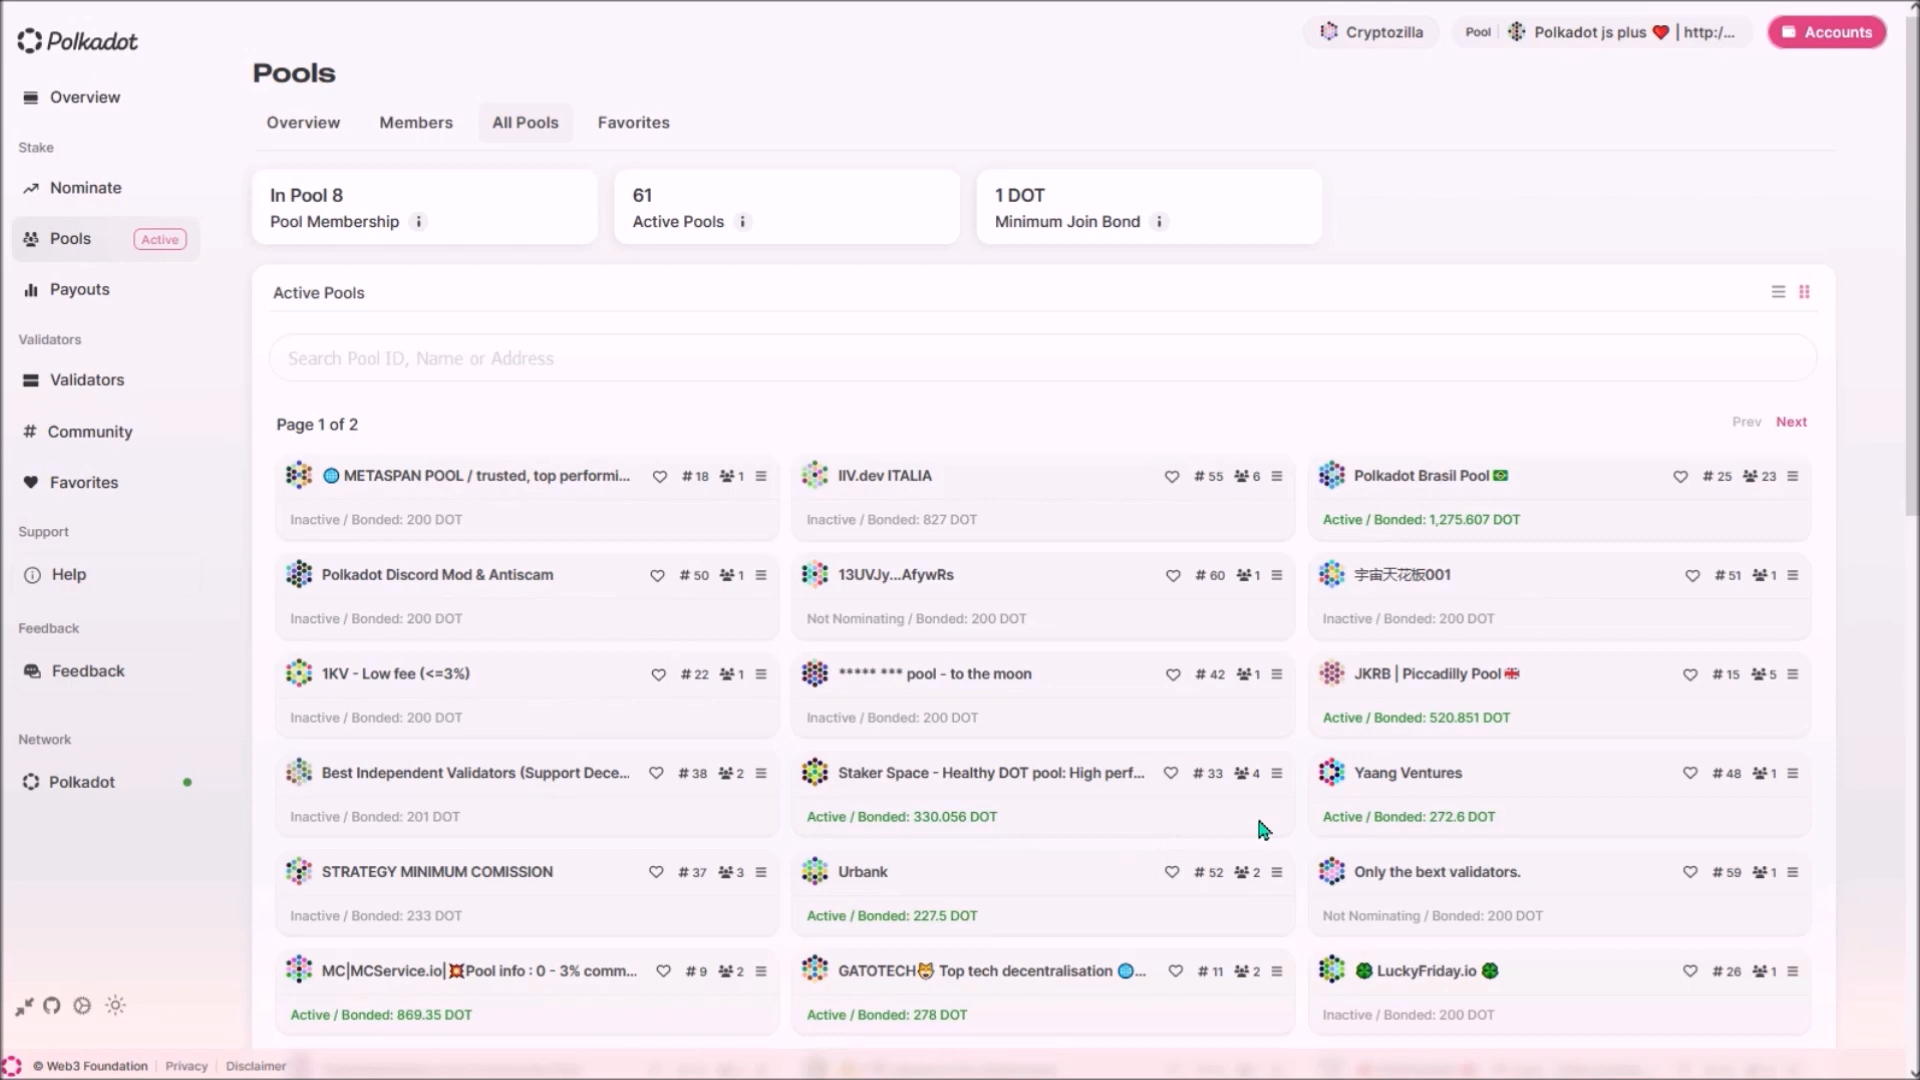 Polkadot
Cryptozilla
Pool
Polkadot js plus ❤️ | http:/...
Accounts
Pools
Overview
Overview
Members
All Pools
Favorites
Stake
Nominate
Pools
Active
Payouts
Validators
Validators
# Community
Favorites
Support
Help
Feedback
Feedback
Network
Polkadot
In Pool 8
Pool Membership
61
Active Pools
1 DOT
Minimum Join Bond
Active Pools
Search Pool ID, Name or Address
Page 1 of 2
Prev
Next
🌐 METASPAN POOL / trusted, top performi... # 18 1
Inactive / Bonded: 200 DOT
IIV.dev ITALIA # 55 6
Inactive / Bonded: 827 DOT
Polkadot Brasil Pool 🇧🇷 # 25 23
Active / Bonded: 1,275.607 DOT
Polkadot Discord Mod & Antiscam # 50 1
Inactive / Bonded: 200 DOT
13UVJy...AfywRs # 60 1
Not Nominating / Bonded: 200 DOT
宇宙天花板001 # 51 1
Inactive / Bonded: 200 DOT
1KV - Low fee (<=3%) # 22 1
Inactive / Bonded: 200 DOT
***** *** pool - to the moon # 42 1
Inactive / Bonded: 200 DOT
JKRB | Piccadilly Pool 🇬🇧 # 15 5
Active / Bonded: 520.851 DOT
Best Independent Validators (Support Dece... # 38 2
Inactive / Bonded: 201 DOT
Staker Space - Healthy DOT pool: High perf... # 33 4
Active / Bonded: 330.056 DOT
Yaang Ventures # 48 1
Active / Bonded: 272.6 DOT
STRATEGY MINIMUM COMISSION # 37 3
Inactive / Bonded: 233 DOT
Urbank # 52 2
Active / Bonded: 227.5 DOT
Only the bext validators. # 59 1
Not Nominating / Bonded: 200 DOT
MC|MCService.io|💥Pool info : 0 - 3% comm... # 9 2
Active / Bonded: 869.35 DOT
GATOTECH🐱 Top tech decentralisation 🌐... # 11 2
Active / Bonded: 278 DOT
🍀 LuckyFriday.io 🍀 # 26 1
Inactive / Bonded: 200 DOT
© Web3 Foundation
Privacy
Disclaimer